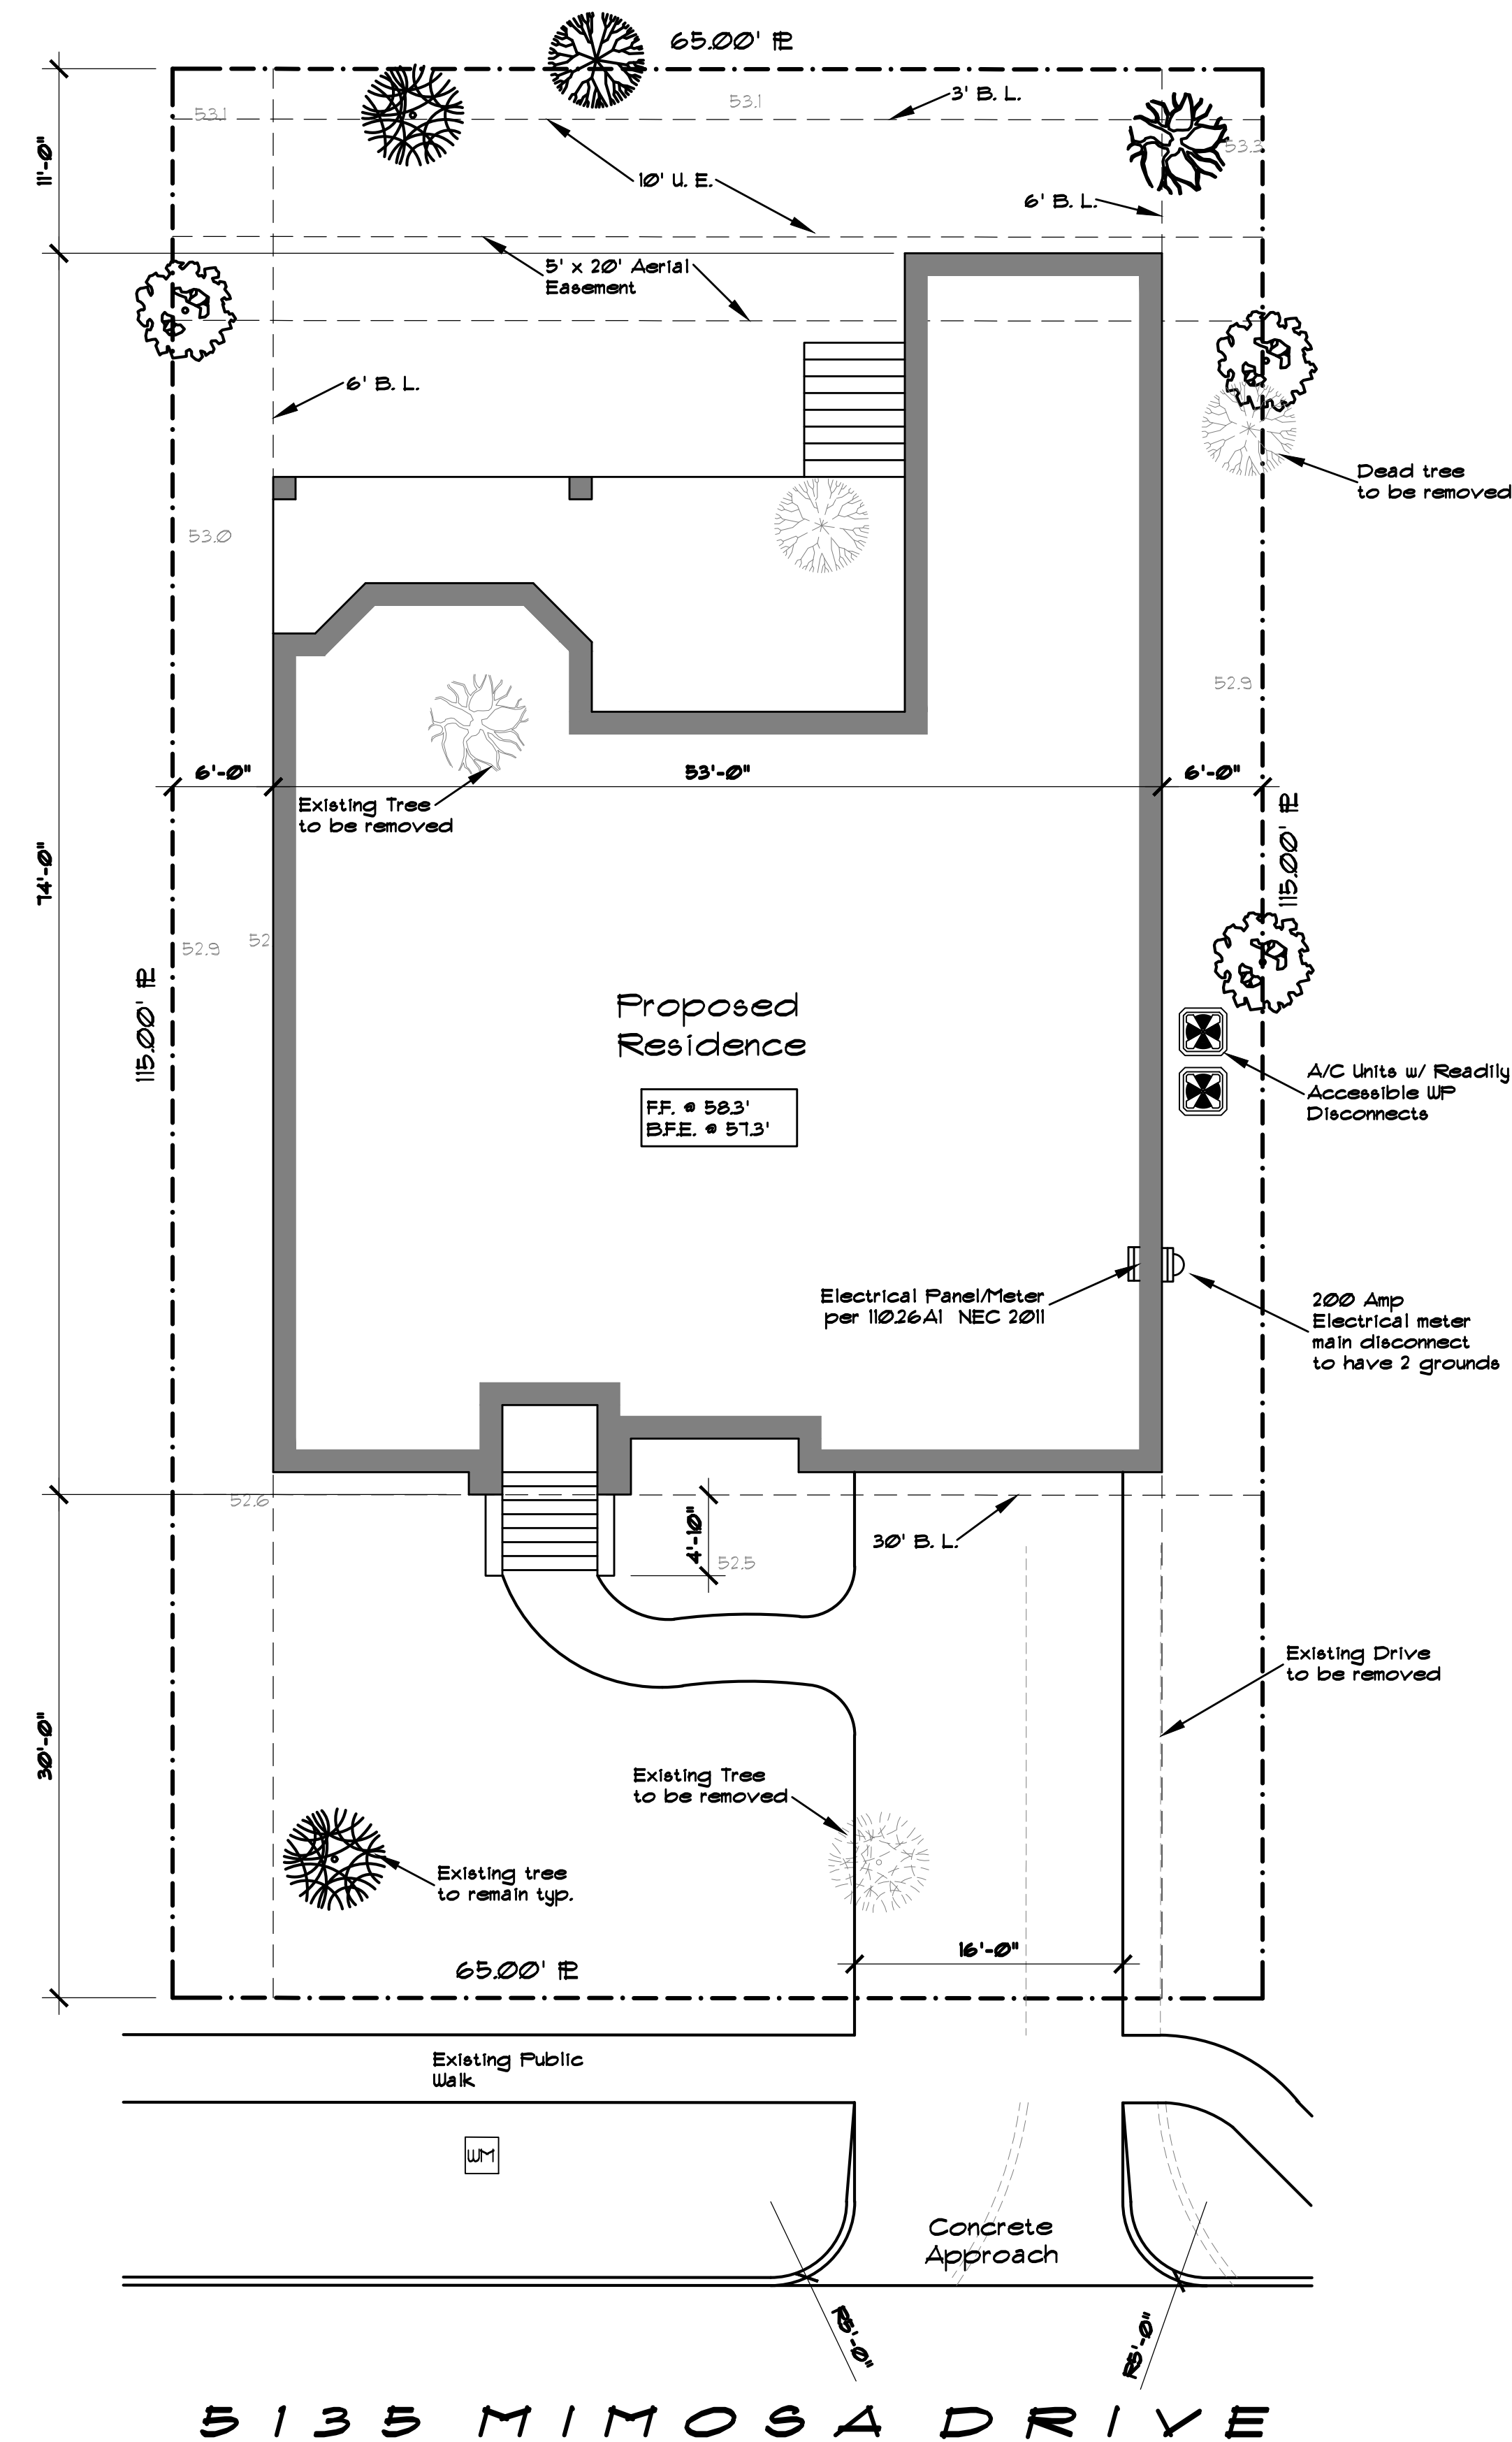 65.00' PL
53.1
53.1
3' B. L.
53.3
11'-0"
10' U. E.
6' B. L.
5' x 20' Aerial
Easement
6' B. L.
Dead tree
to be removed
53.0
52.9
6'-0"
53'-0"
6'-0"
Existing Tree
to be removed
115.00' PL
74'-0"
52.9
52
115.00' PL
Proposed
Residence
F.F. @ 58.3'
B.F.E. @ 57.3'
A/C Units w/ Readily
Accessible WP
Disconnects
Electrical Panel/Meter
per 110.26A1 NEC 2011
200 Amp
Electrical meter
main disconnect
to have 2 grounds
52.6
4'-10"
30' B. L.
52.5
Existing Drive
to be removed
30'-0"
Existing Tree
to be removed
Existing tree
to remain typ.
16'-0"
65.00' PL
Existing Public
Walk
WM
Concrete
Approach
R5'-0"
R5'-0"
5135 MIMOSA DRIVE